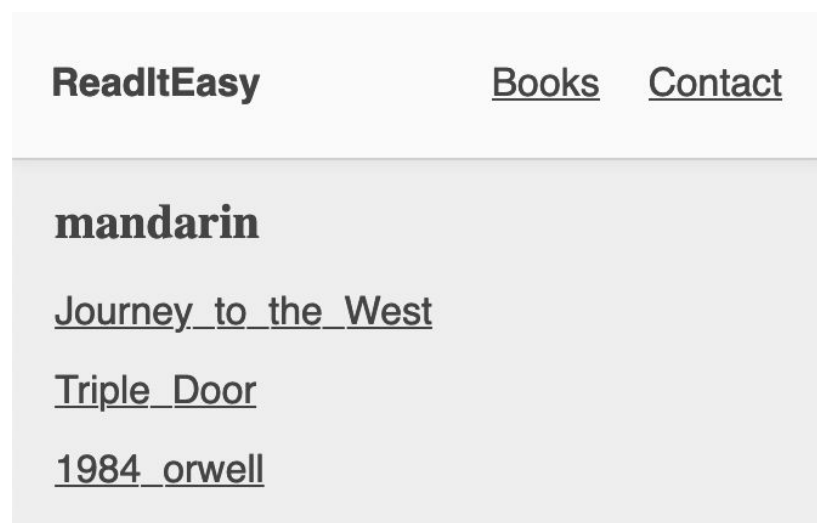 ReadItEasy Books Contact
mandarin
Journey_to_the_West
Triple_Door
1984_orwell